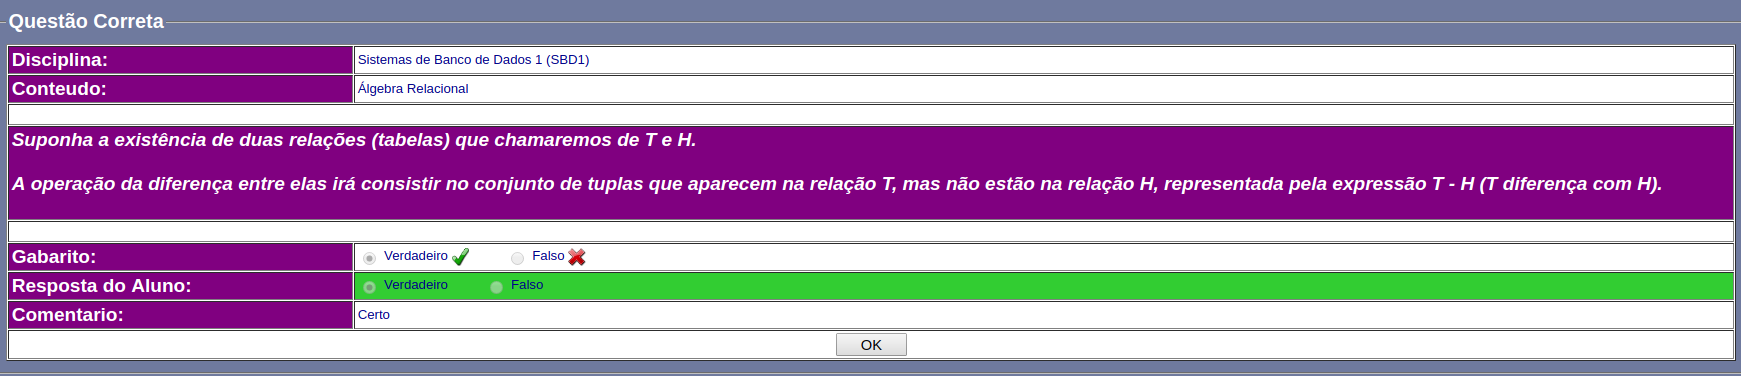 Questão Correta
Disciplina: Sistemas de Banco de Dados 1 (SBD1)
Conteudo: Álgebra Relacional
Suponha a existência de duas relações (tabelas) que chamaremos de T e H.
A operação da diferença entre elas irá consistir no conjunto de tuplas que aparecem na relação T, mas não estão na relação H, representada pela expressão T - H (T diferença com H).
Gabarito: Verdadeiro Falso
Resposta do Aluno: Verdadeiro Falso
Comentario: Certo
OK